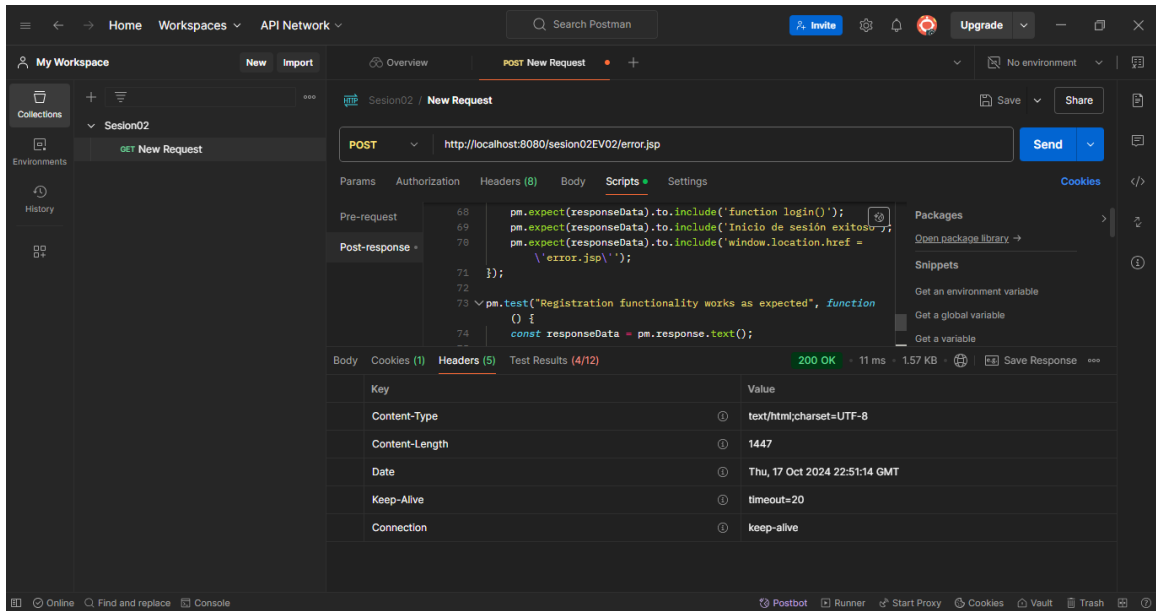 Home Workspaces API Network Search Postman Invite Upgrade
My Workspace New Import Overview POST New Request + No environment
Collections
Environments
History
+
Sesion02
GET New Request
HTTP Sesion02 / New Request Save Share
POST http://localhost:8080/sesion02EV02/error.jsp Send
Params Authorization Headers (8) Body Scripts Settings Cookies
Pre-request
Post-response
68 pm.expect(responseData).to.include('function login()');
69 pm.expect(responseData).to.include('Inicio de sesión exitoso');
70 pm.expect(responseData).to.include('window.location.href =
\'error.jsp\'');
71 });
72
73 pm.test("Registration functionality works as expected", function
() {
74 const responseData = pm.response.text();
Packages
Open package library →
Snippets
Get an environment variable
Get a global variable
Get a variable
Body Cookies (1) Headers (5) Test Results (4/12) 200 OK 11 ms 1.57 KB Save Response
Key Value
Content-Type text/html;charset=UTF-8
Content-Length 1447
Date Thu, 17 Oct 2024 22:51:14 GMT
Keep-Alive timeout=20
Connection keep-alive
Online Find and replace Console Postbot Runner Start Proxy Cookies Vault Trash